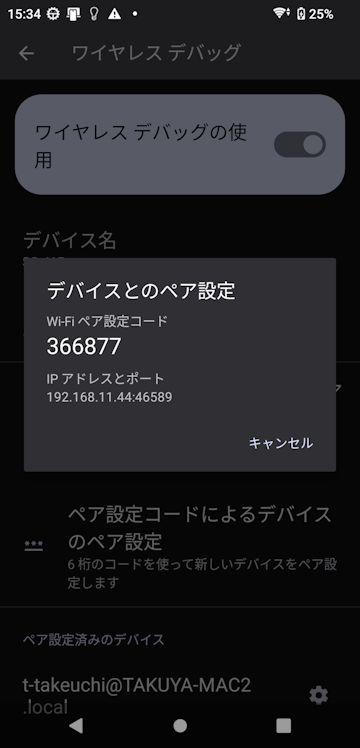 15:34 25%
ワイヤレス デバッグ
ワイヤレス デバッグの使
用
デバイス名
デバイスとのペア設定
Wi-Fi ペア設定コード
366877
IP アドレスとポート
192.168.11.44:46589
キャンセル
ペア設定コードによるデバイス
のペア設定
6 桁のコードを使って新しいデバイスをペア設
定します
ペア設定済みのデバイス
t-takeuchi@TAKUYA-MAC2
.local